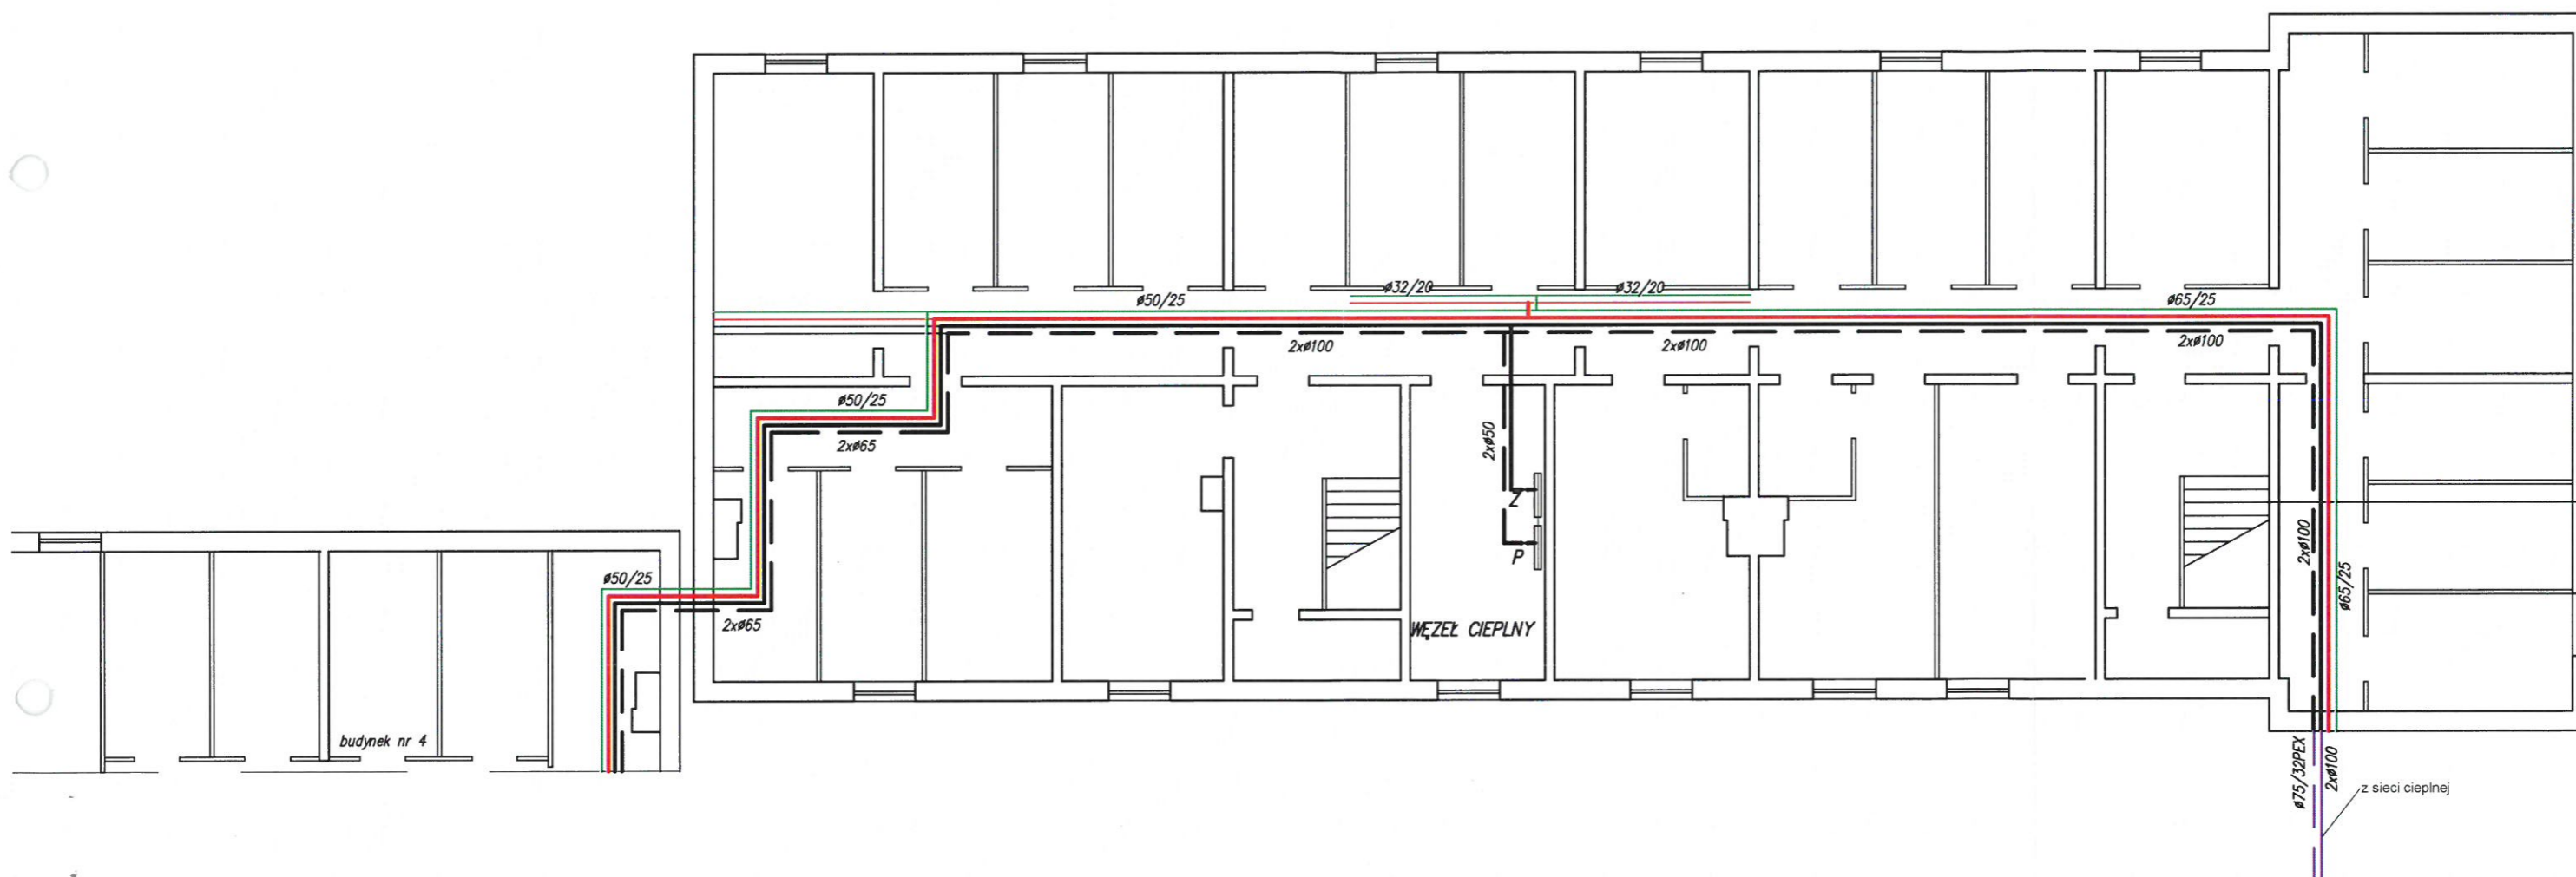 ø32/20
ø32/20
ø50/25
ø65/25
2xø100
2xø100
2xø100
ø50/25
2xø65
2xø50
Z
P
2xø100
ø65/25
ø50/25
2xø65
WĘZEŁ CIEPLNY
budynek nr 4
ø75/32PEX
2xø100
z sieci cieplnej